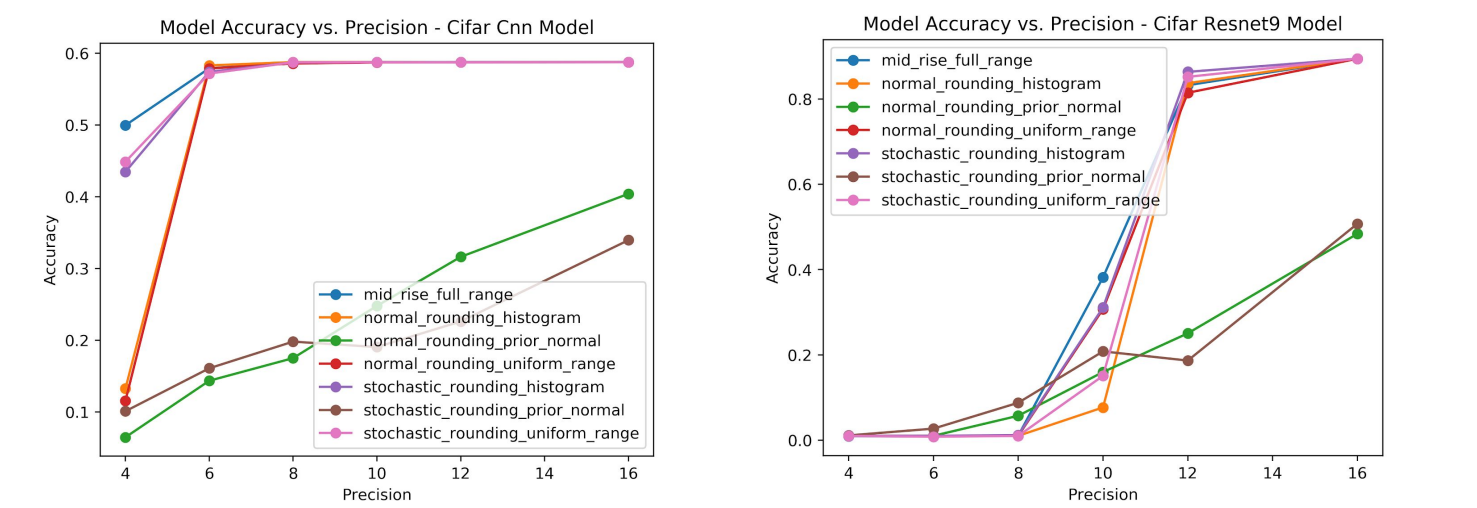 Model Accuracy vs. Precision - Cifar Cnn Model
0.6
0.5
0.4
0.3
0.2
0.1
Accuracy
mid_rise_full_range
normal_rounding_histogram
normal_rounding_prior_normal
normal_rounding_uniform_range
stochastic_rounding_histogram
stochastic_rounding_prior_normal
stochastic_rounding_uniform_range
4 6 8 10 12 14 16
Precision
Model Accuracy vs. Precision - Cifar Resnet9 Model
0.8
0.6
0.4
0.2
0.0
Accuracy
mid_rise_full_range
normal_rounding_histogram
normal_rounding_prior_normal
normal_rounding_uniform_range
stochastic_rounding_histogram
stochastic_rounding_prior_normal
stochastic_rounding_uniform_range
4 6 8 10 12 14 16
Precision